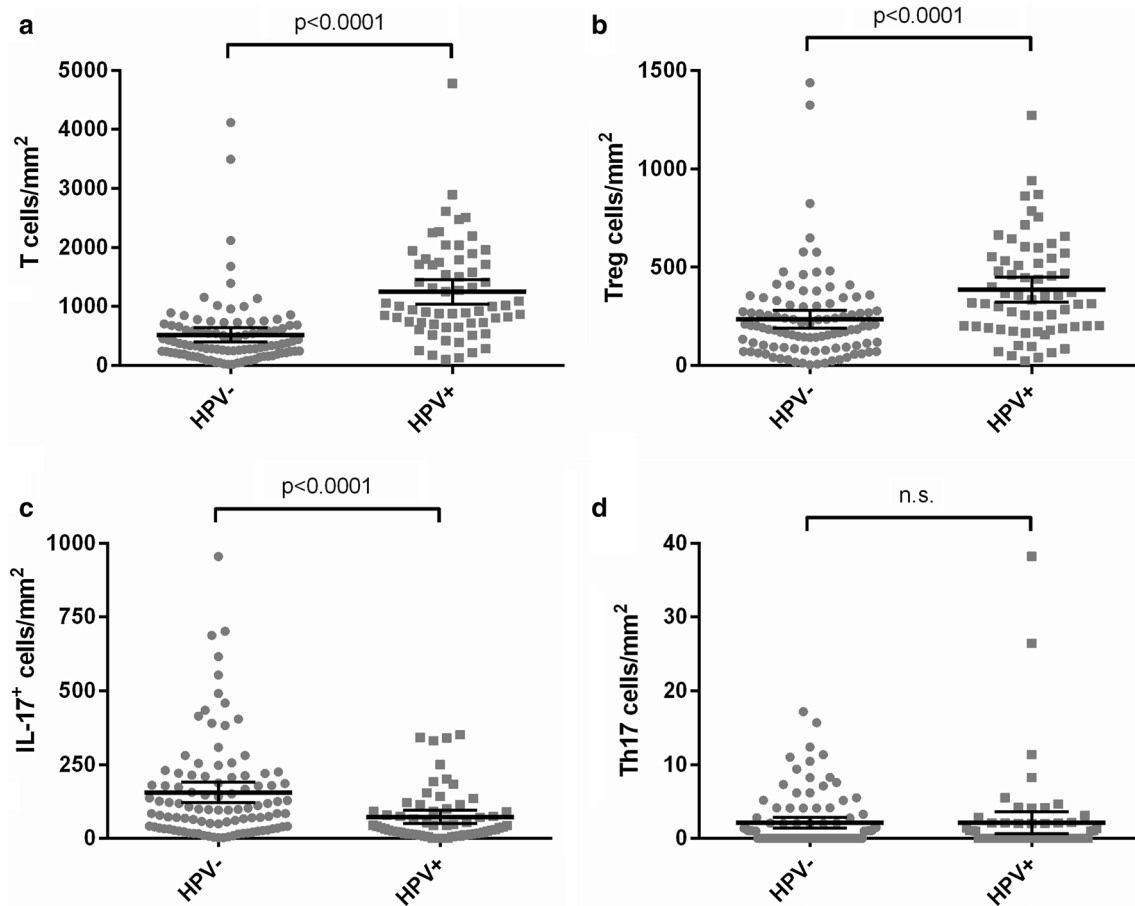 a
p<0.0001
T cells/mm²
5000
4000
3000
2000
1000
0
HPV-
HPV+
b
p<0.0001
Treg cells/mm²
1500
1000
500
0
HPV-
HPV+
c
p<0.0001
IL-17⁺ cells/mm²
1000
750
500
250
0
HPV-
HPV+
d
n.s.
Th17 cells/mm²
40
30
20
10
0
HPV-
HPV+